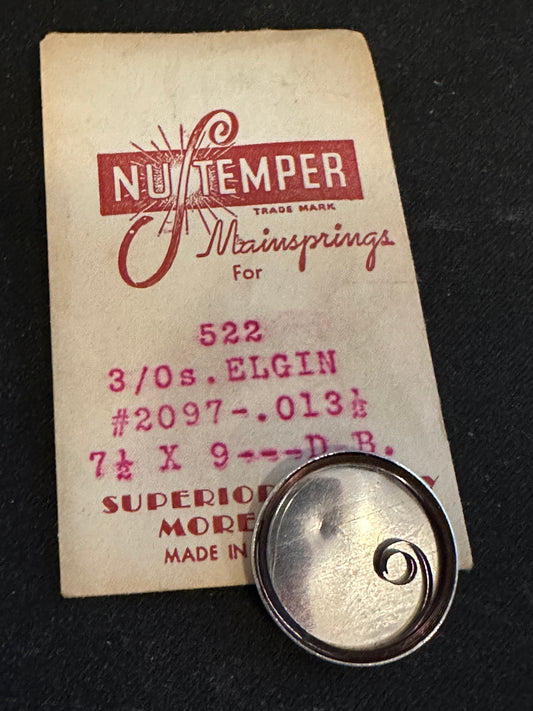 NU TEMPER
TRADE MARK
Mainsprings
For
522
3/0s. ELGIN
#2097-.013½
7½ X 9---D.B.
SUPERIOR
MORE
MADE IN